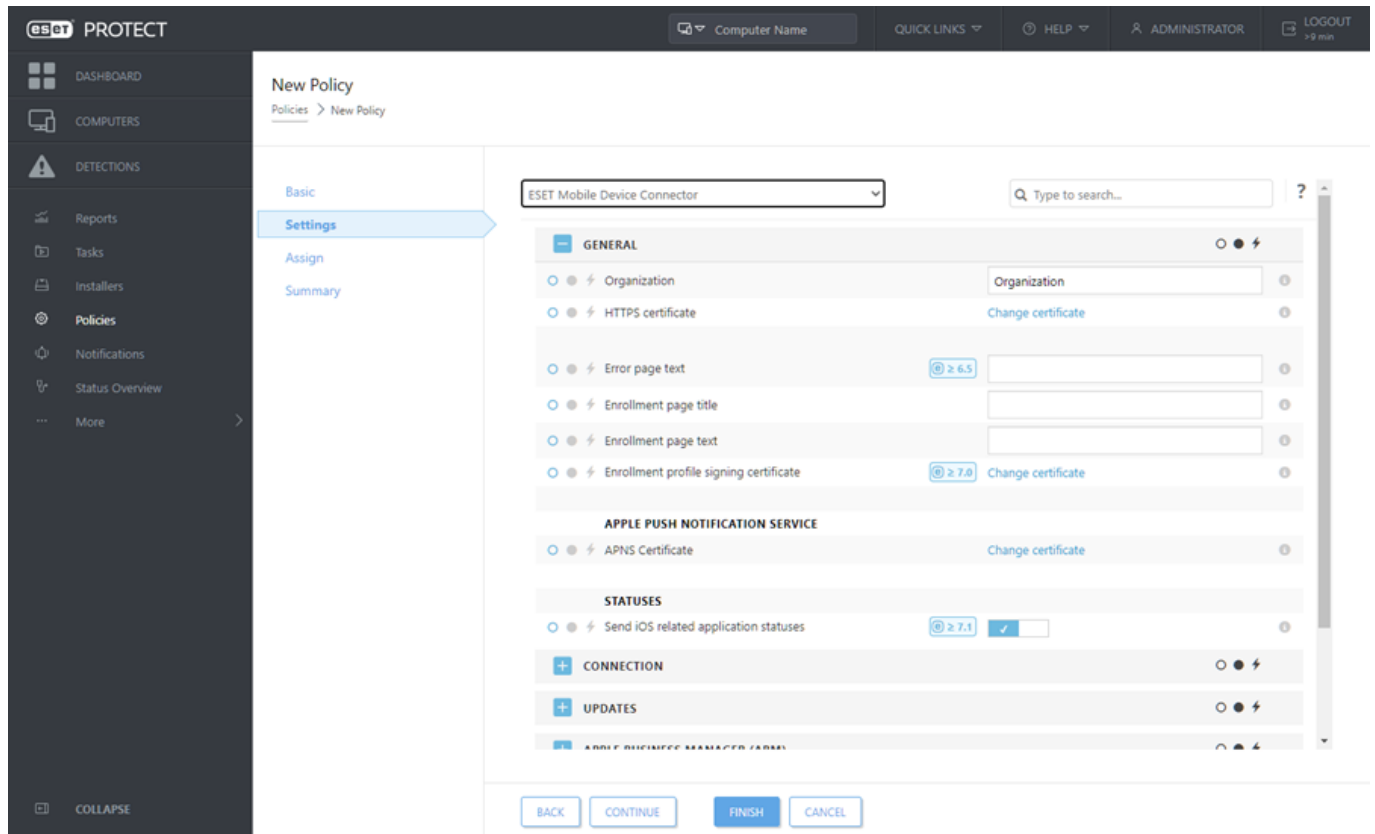 eset PROTECT
Computer Name
QUICK LINKS
HELP
ADMINISTRATOR
LOGOUT
>9 min
DASHBOARD
COMPUTERS
DETECTIONS
Reports
Tasks
Installers
Policies
Notifications
Status Overview
More
COLLAPSE
New Policy
Policies > New Policy
Basic
Settings
Assign
Summary
ESET Mobile Device Connector
Type to search...
?
GENERAL
Organization Organization
HTTPS certificate Change certificate
Error page text ≥ 6.5
Enrollment page title
Enrollment page text
Enrollment profile signing certificate ≥ 7.0 Change certificate
APPLE PUSH NOTIFICATION SERVICE
APNS Certificate Change certificate
STATUSES
Send iOS related application statuses ≥ 7.1
CONNECTION
UPDATES
APPLE BUSINESS MANAGER (ABM)
BACK CONTINUE FINISH CANCEL